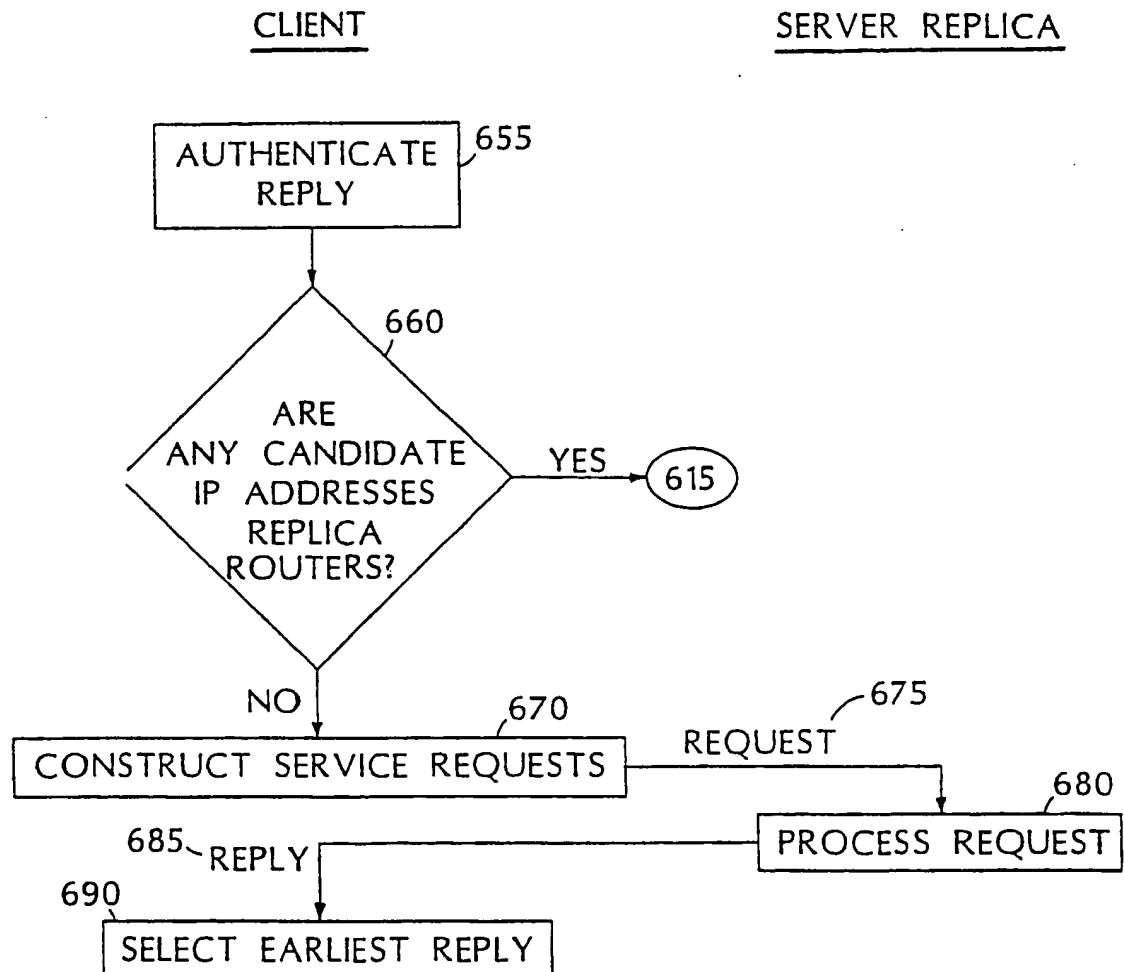 CLIENT
SERVER REPLICA
AUTHENTICATE
REPLY
655
660
ARE
ANY CANDIDATE
IP ADDRESSES
REPLICA
ROUTERS?
YES
615
NO
670
CONSTRUCT SERVICE REQUESTS
675
REQUEST
680
PROCESS REQUEST
685
REPLY
690
SELECT EARLIEST REPLY